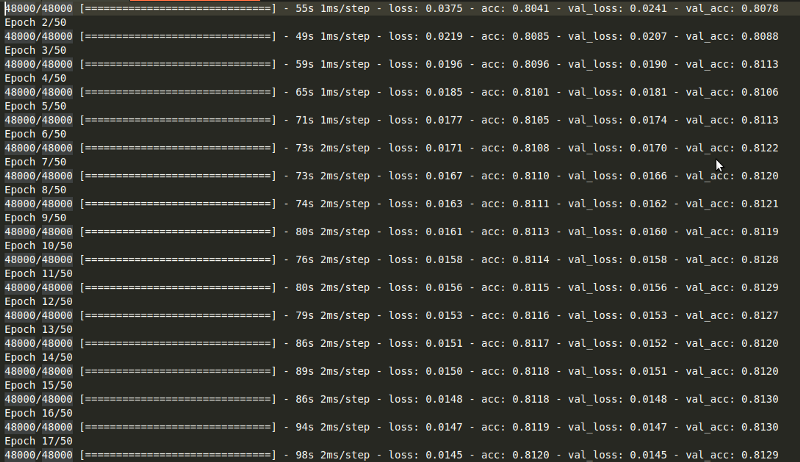 48000/48000 [==============================] - 55s 1ms/step - loss: 0.0375 - acc: 0.8041 - val_loss: 0.0241 - val_acc: 0.8078
Epoch 2/50
48000/48000 [==============================] - 49s 1ms/step - loss: 0.0219 - acc: 0.8085 - val_loss: 0.0207 - val_acc: 0.8088
Epoch 3/50
48000/48000 [==============================] - 59s 1ms/step - loss: 0.0196 - acc: 0.8096 - val_loss: 0.0190 - val_acc: 0.8113
Epoch 4/50
48000/48000 [==============================] - 65s 1ms/step - loss: 0.0185 - acc: 0.8101 - val_loss: 0.0181 - val_acc: 0.8106
Epoch 5/50
48000/48000 [==============================] - 71s 1ms/step - loss: 0.0177 - acc: 0.8105 - val_loss: 0.0174 - val_acc: 0.8113
Epoch 6/50
48000/48000 [==============================] - 73s 2ms/step - loss: 0.0171 - acc: 0.8108 - val_loss: 0.0170 - val_acc: 0.8122
Epoch 7/50
48000/48000 [==============================] - 73s 2ms/step - loss: 0.0167 - acc: 0.8110 - val_loss: 0.0166 - val_acc: 0.8120
Epoch 8/50
48000/48000 [==============================] - 74s 2ms/step - loss: 0.0163 - acc: 0.8111 - val_loss: 0.0162 - val_acc: 0.8121
Epoch 9/50
48000/48000 [==============================] - 80s 2ms/step - loss: 0.0161 - acc: 0.8113 - val_loss: 0.0160 - val_acc: 0.8119
Epoch 10/50
48000/48000 [==============================] - 76s 2ms/step - loss: 0.0158 - acc: 0.8114 - val_loss: 0.0158 - val_acc: 0.8128
Epoch 11/50
48000/48000 [==============================] - 80s 2ms/step - loss: 0.0156 - acc: 0.8115 - val_loss: 0.0156 - val_acc: 0.8129
Epoch 12/50
48000/48000 [==============================] - 79s 2ms/step - loss: 0.0153 - acc: 0.8116 - val_loss: 0.0153 - val_acc: 0.8127
Epoch 13/50
48000/48000 [==============================] - 86s 2ms/step - loss: 0.0151 - acc: 0.8117 - val_loss: 0.0152 - val_acc: 0.8120
Epoch 14/50
48000/48000 [==============================] - 89s 2ms/step - loss: 0.0150 - acc: 0.8118 - val_loss: 0.0151 - val_acc: 0.8120
Epoch 15/50
48000/48000 [==============================] - 86s 2ms/step - loss: 0.0148 - acc: 0.8118 - val_loss: 0.0148 - val_acc: 0.8130
Epoch 16/50
48000/48000 [==============================] - 94s 2ms/step - loss: 0.0147 - acc: 0.8119 - val_loss: 0.0147 - val_acc: 0.8130
Epoch 17/50
48000/48000 [==============================] - 98s 2ms/step - loss: 0.0145 - acc: 0.8120 - val_loss: 0.0145 - val_acc: 0.8129